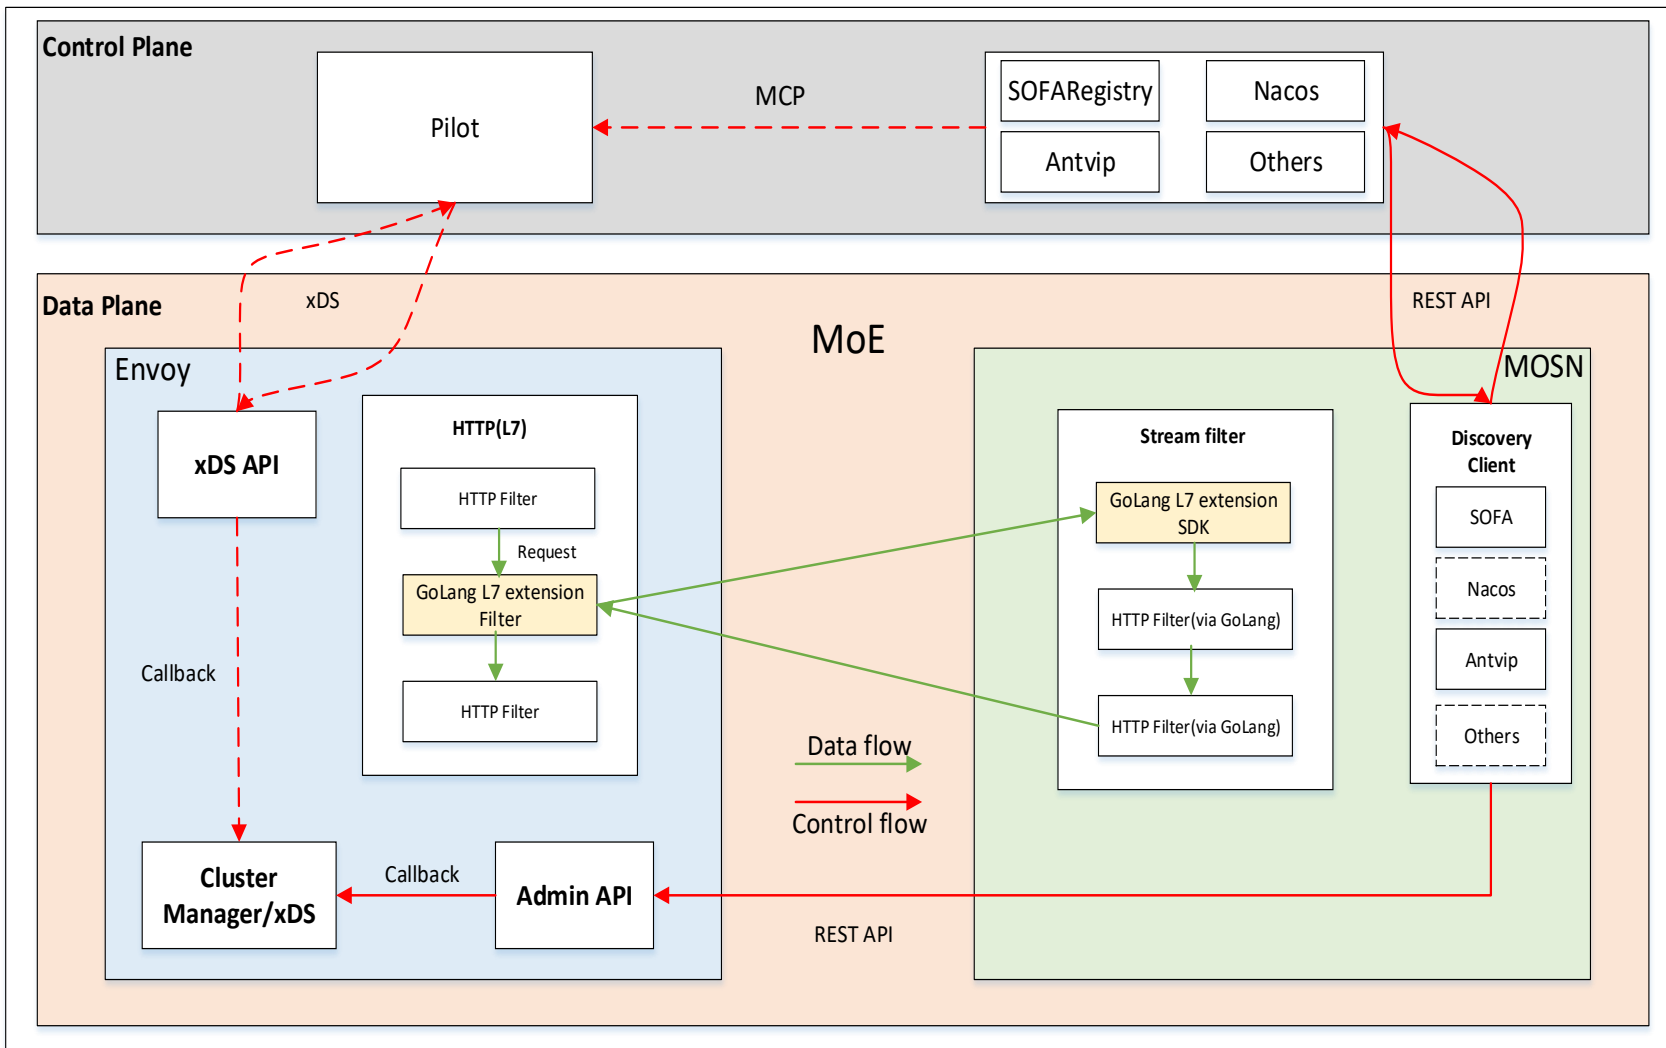 Control Plane
Pilot
MCP
SOFARegistry
Nacos
Antvip
Others
Data Plane
xDS
REST API
MoE
Envoy
MOSN
xDS API
HTTP(L7)
HTTP Filter
Request
GoLang L7 extension
Filter
HTTP Filter
Stream filter
GoLang L7 extension
SDK
HTTP Filter(via GoLang)
HTTP Filter(via GoLang)
Discovery
Client
SOFA
Nacos
Antvip
Others
Callback
Data flow
Control flow
Cluster
Manager/xDS
Callback
Admin API
REST API